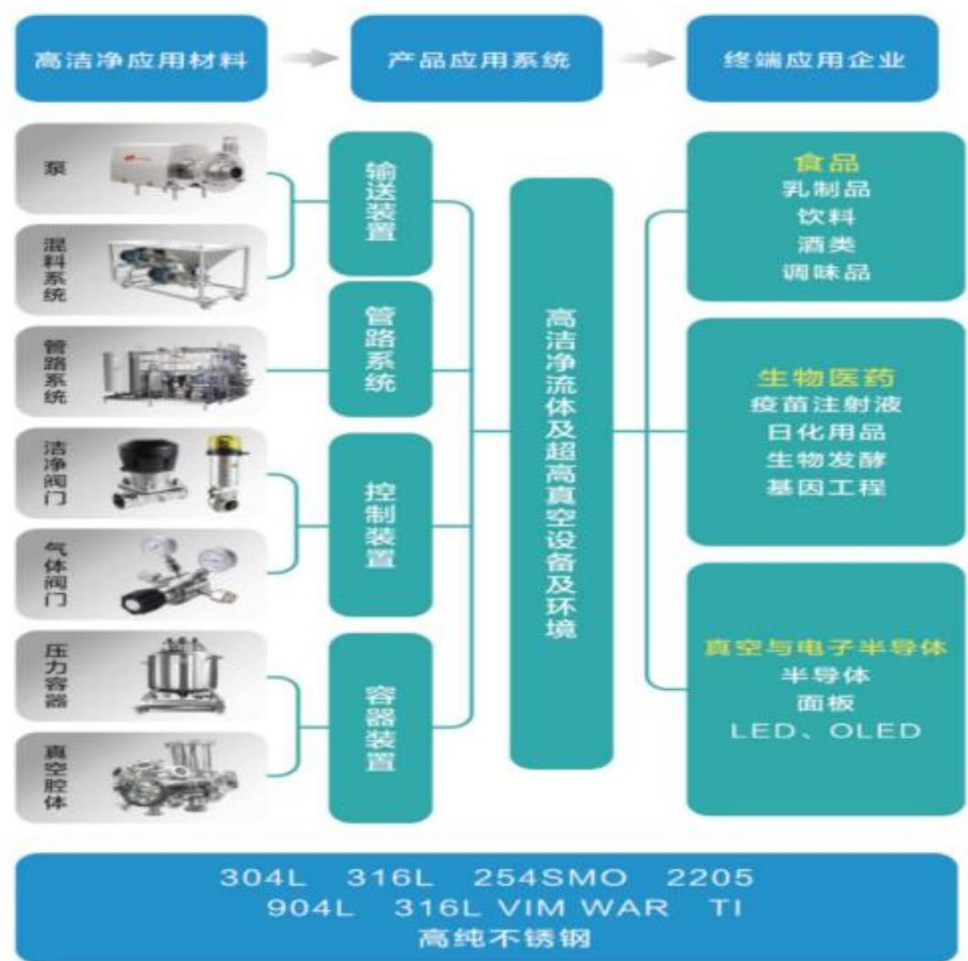 高洁净应用材料
产品应用系统
终端应用企业
泵
混料系统
管路系统
洁净阀门
气体阀门
压力容器
真空腔体
输送装置
管路系统
控制装置
容器装置
高洁净流体及超高真空设备及环境
食品
乳制品
饮料
酒类
调味品
生物医药
疫苗注射液
日化用品
生物发酵
基因工程
真空与电子半导体
半导体
面板
LED、OLED
304L 316L 254SMO 2205
904L 316L VIM WAR TI
高纯不锈钢